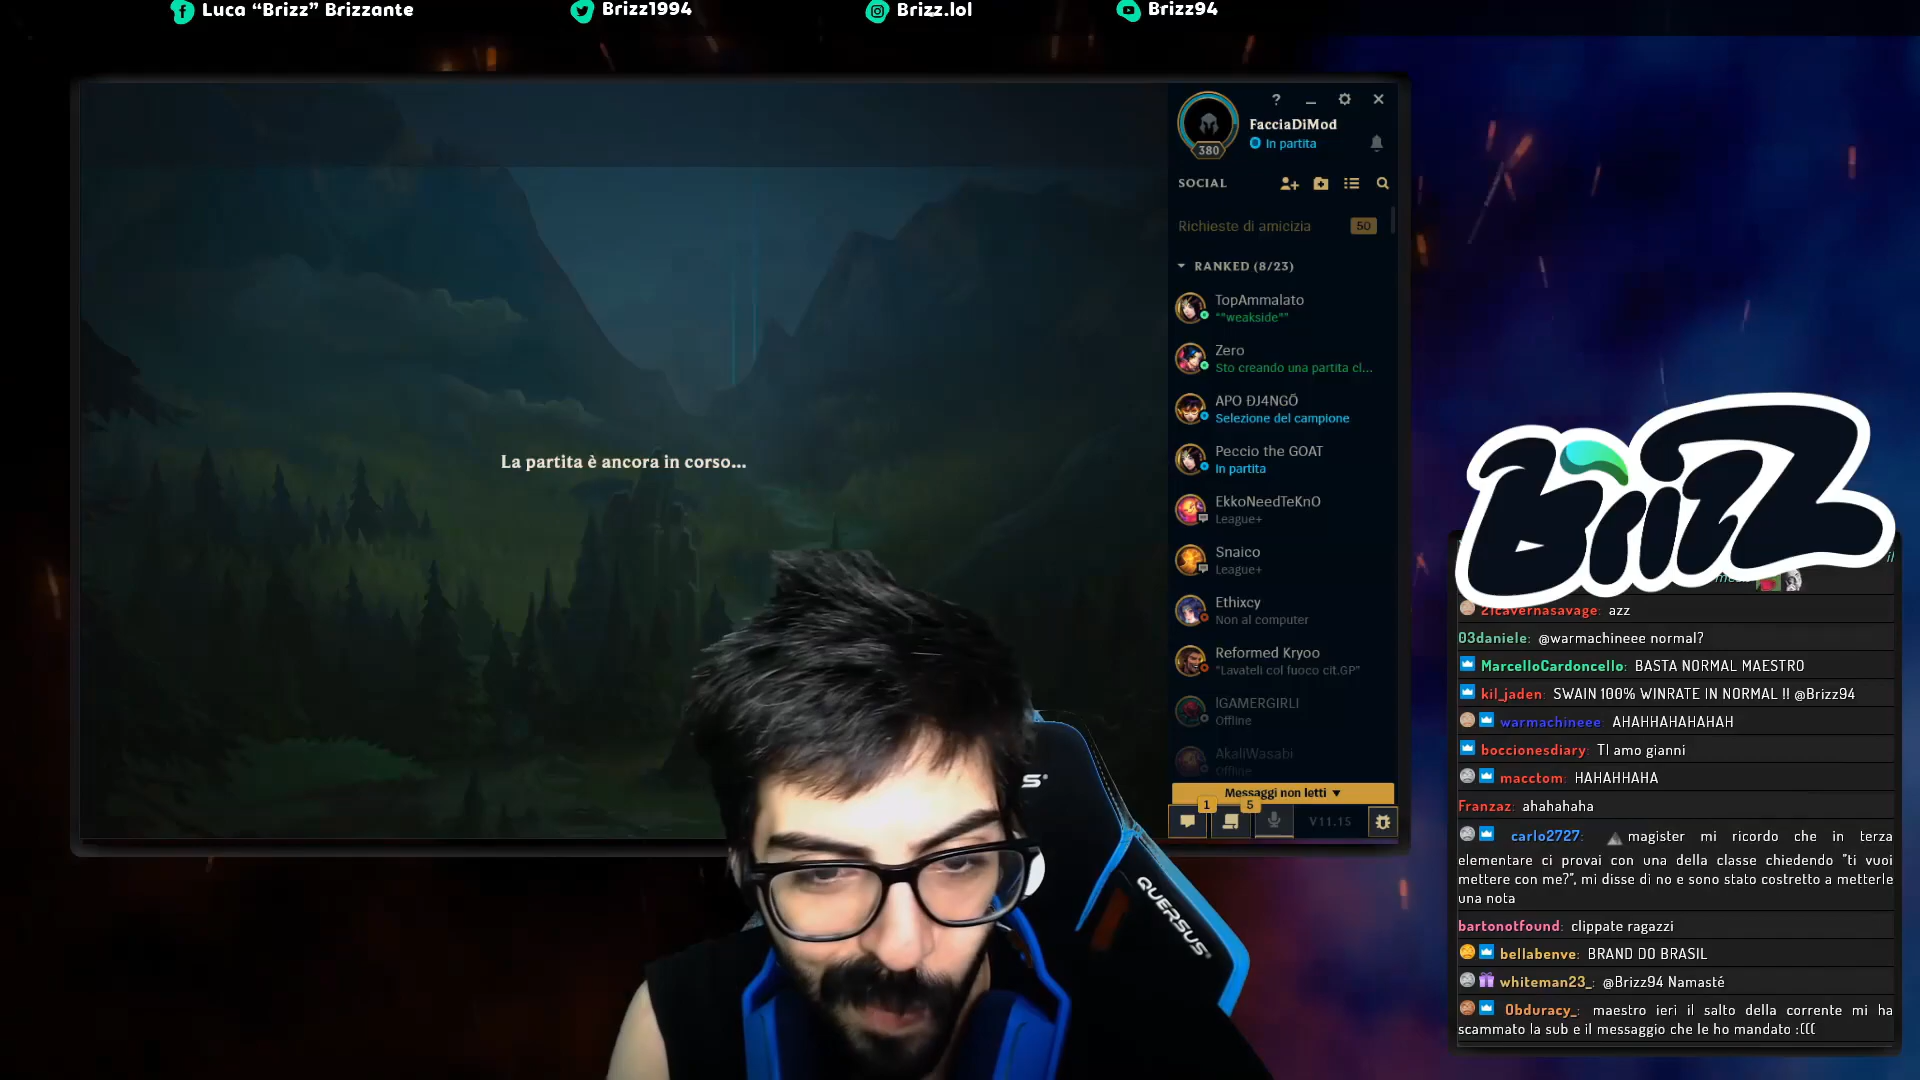 Luca “Brizz” Brizzante
Brizz1994
Brizz.lol
Brizz94
?
FacciaDiMod
In partita
380
SOCIAL
Richieste di amicizia
50
RANKED (8/23)
TopAmmalato
""weakside""
Zero
Sto creando una partita cl...
APO ĐJ4NGŐ
Selezione del campione
Peccio the GOAT
In partita
EkkoNeedTeKnO
League+
Snaico
League+
Ethixcy
Non al computer
Reformed Kryoo
"Lavateli col fuoco cit.GP"
IGAMERGIRLI
Offline
AkaliWasabi
Offline
Messaggi non letti
1
5
V11.15
La partita è ancora in corso...
QUERSUS
BriZZ
21cavernasavage: azz
03daniele: @warmachineee normal?
MarcelloCardoncello: BASTA NORMAL MAESTRO
kil_jaden: SWAIN 100% WINRATE IN NORMAL !! @Brizz94
warmachineee: AHAHHAHAHAHAH
boccionesdiary: TI amo gianni
macctom: HAHAHHAHA
Franzaz: ahahahaha
carlo2727: magister mi ricordo che in terza
elementare ci provai con una della classe chiedendo "ti vuoi
mettere con me?", mi disse di no e sono stato costretto a metterle
una nota
bartonotfound: clippate ragazzi
bellabenve: BRAND DO BRASIL
whiteman23_: @Brizz94 Namasté
Obduracy_: maestro ieri il salto della corrente mi ha
scammato la sub e il messaggio che le ho mandato :(((